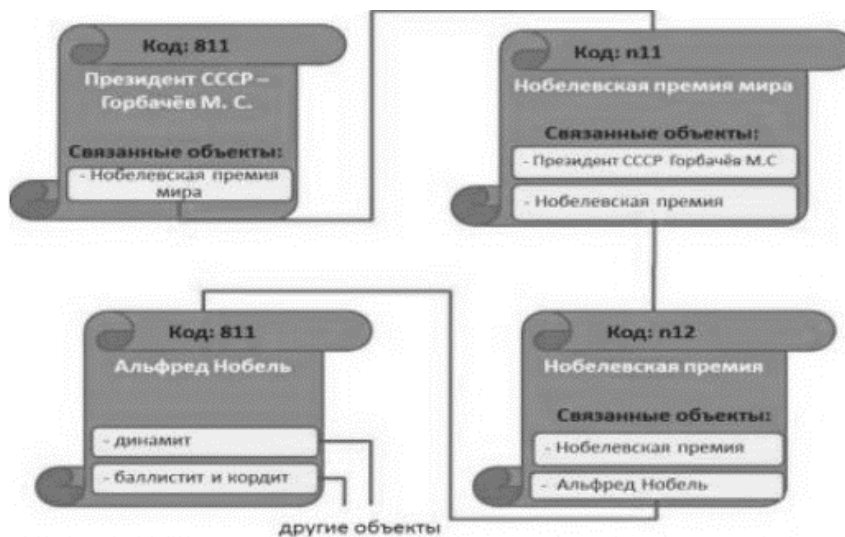 Код: 811
Президент СССР –
Горбачёв М. С.
Связанные объекты:
- Нобелевская премия
мира
Код: n11
Нобелевская премия мира
Связанные объекты:
- Президент СССР Горбачёв М.С
- Нобелевская премия
Код: 811
Альфред Нобель
- динамит
- баллистит и кордит
другие объекты
Код: n12
Нобелевская премия
Связанные объекты:
- Нобелевская премия
- Альфред Нобель